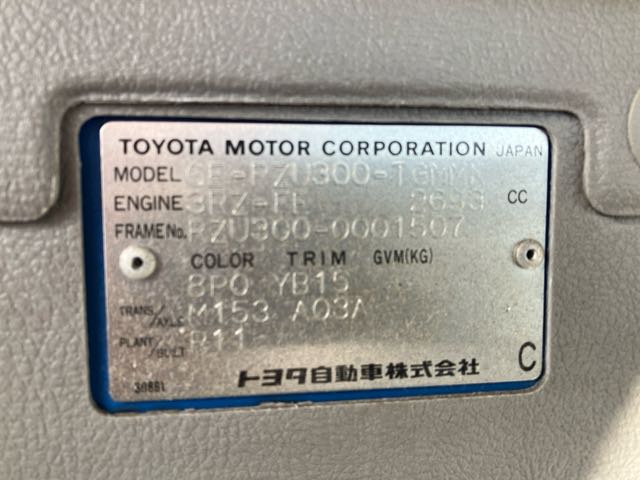 TOYOTA MOTOR CORPORATION JAPAN
MODEL GE-RZU300-TGMMK
ENGINE 3RZ-FE 2693 CC
FRAME No. RZU300-0001507
COLOR TRIM GVM(KG)
8P0 YB15
TRANS/AXLE M153 A03A
PLANT/BUILT
トヨタ自動車株式会社 C